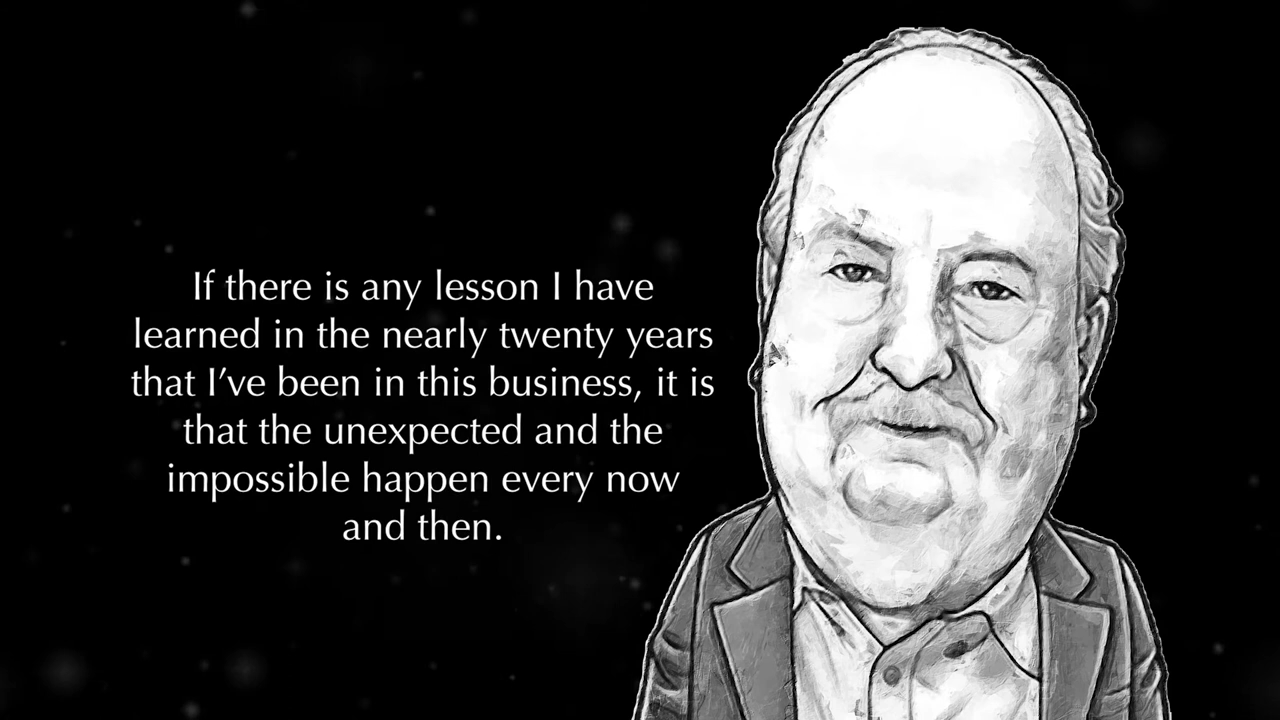 If there is any lesson I have
learned in the nearly twenty years
that I’ve been in this business, it is
that the unexpected and the
impossible happen every now
and then.